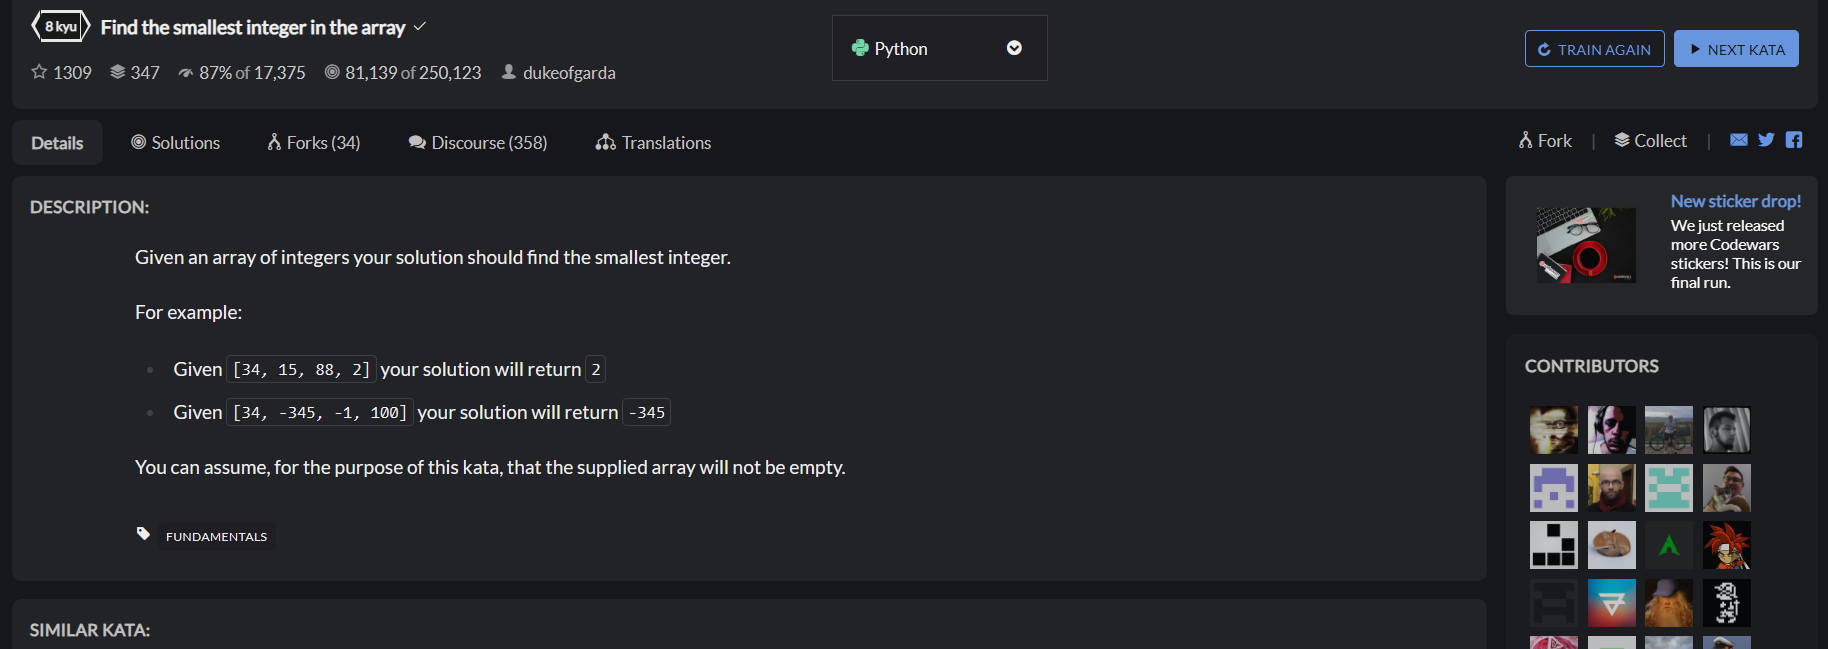 8 kyu Find the smallest integer in the array
Python
TRAIN AGAIN
NEXT KATA
1309 347 87% of 17,375 81,139 of 250,123 dukeofgarda
Details Solutions Forks (34) Discourse (358) Translations
Fork | Collect |
DESCRIPTION:
Given an array of integers your solution should find the smallest integer.
For example:
Given [34, 15, 88, 2] your solution will return 2
Given [34, -345, -1, 100] your solution will return -345
You can assume, for the purpose of this kata, that the supplied array will not be empty.
FUNDAMENTALS
SIMILAR KATA:
New sticker drop!
We just released
more Codewars
stickers! This is our
final run.
CONTRIBUTORS